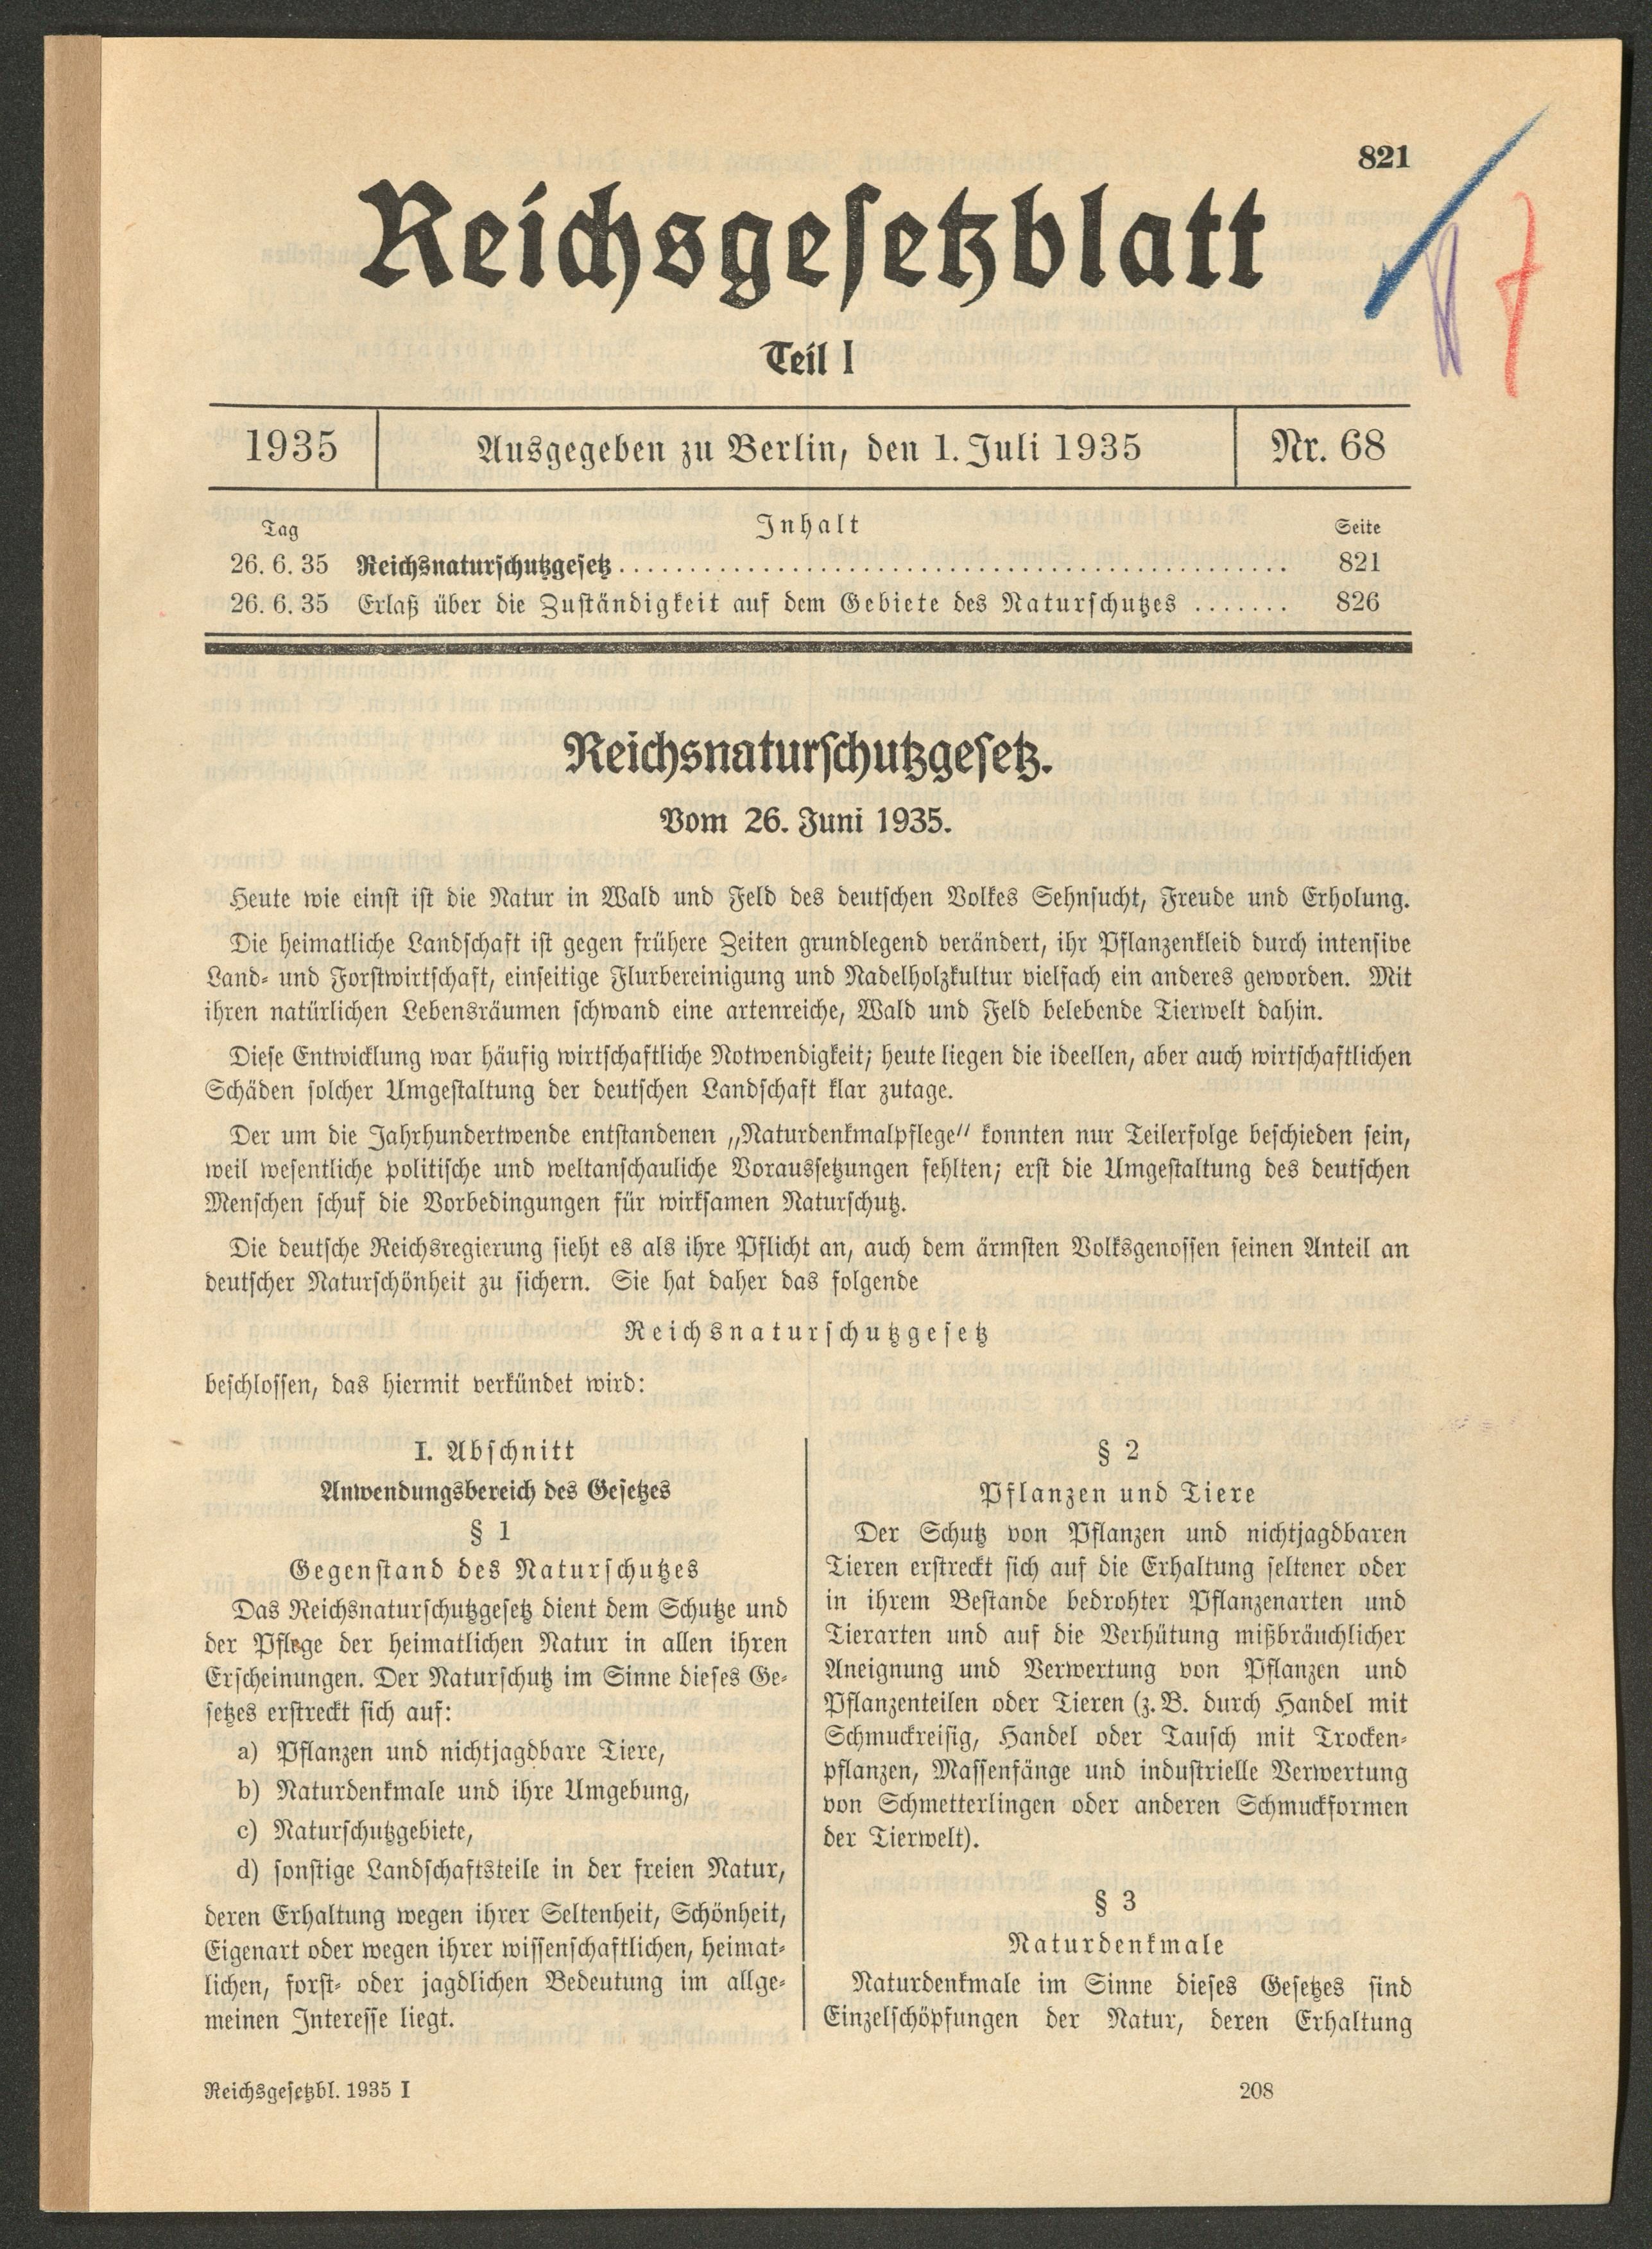 821
Reichsgesetzblatt
Teil I
1935 Ausgegeben zu Berlin, den 1. Juli 1935 Nr. 68
Tag Inhalt Seite
26. 6. 35 Reichsnaturschutzgesetz ................................................ 821
26. 6. 35 Erlaß über die Zuständigkeit auf dem Gebiete des Naturschutzes ....... 826
Reichsnaturschutzgesetz.
Vom 26. Juni 1935.
Heute wie einst ist die Natur in Wald und Feld des deutschen Volkes Sehnsucht, Freude und Erholung.
Die heimatliche Landschaft ist gegen frühere Zeiten grundlegend verändert, ihr Pflanzenkleid durch intensive
Land- und Forstwirtschaft, einseitige Flurbereinigung und Nadelholzkultur vielfach ein anderes geworden. Mit
ihren natürlichen Lebensräumen schwand eine artenreiche, Wald und Feld belebende Tierwelt dahin.
Diese Entwicklung war häufig wirtschaftliche Notwendigkeit; heute liegen die ideellen, aber auch wirtschaftlichen
Schäden solcher Umgestaltung der deutschen Landschaft klar zutage.
Der um die Jahrhundertwende entstandenen „Naturdenkmalpflege" konnten nur Teilerfolge beschieden sein,
weil wesentliche politische und weltanschauliche Voraussetzungen fehlten; erst die Umgestaltung des deutschen
Menschen schuf die Vorbedingungen für wirksamen Naturschutz.
Die deutsche Reichsregierung sieht es als ihre Pflicht an, auch dem ärmsten Volksgenossen seinen Anteil an
deutscher Naturschönheit zu sichern. Sie hat daher das folgende
Reichsnaturschutzgesetz
beschlossen, das hiermit verkündet wird:
I. Abschnitt
Anwendungsbereich des Gesetzes
§ 1
Gegenstand des Naturschutzes
Das Reichsnaturschutzgesetz dient dem Schutze und
der Pflege der heimatlichen Natur in allen ihren
Erscheinungen. Der Naturschutz im Sinne dieses Ge-
setzes erstreckt sich auf:
a) Pflanzen und nichtjagdbare Tiere,
b) Naturdenkmale und ihre Umgebung,
c) Naturschutzgebiete,
d) sonstige Landschaftsteile in der freien Natur,
deren Erhaltung wegen ihrer Seltenheit, Schönheit,
Eigenart oder wegen ihrer wissenschaftlichen, heimat-
lichen, forst- oder jagdlichen Bedeutung im allge-
meinen Interesse liegt.
§ 2
Pflanzen und Tiere
Der Schutz von Pflanzen und nichtjagdbaren
Tieren erstreckt sich auf die Erhaltung seltener oder
in ihrem Bestande bedrohter Pflanzenarten und
Tierarten und auf die Verhütung mißbräuchlicher
Aneignung und Verwertung von Pflanzen und
Pflanzenteilen oder Tieren (z. B. durch Handel mit
Schmuckreisig, Handel oder Tausch mit Trocken-
pflanzen, Massenfänge und industrielle Verwertung
von Schmetterlingen oder anderen Schmuckformen
der Tierwelt).
§ 3
Naturdenkmale
Naturdenkmale im Sinne dieses Gesetzes sind
Einzelschöpfungen der Natur, deren Erhaltung
Reichsgesetzbl. 1935 I 208